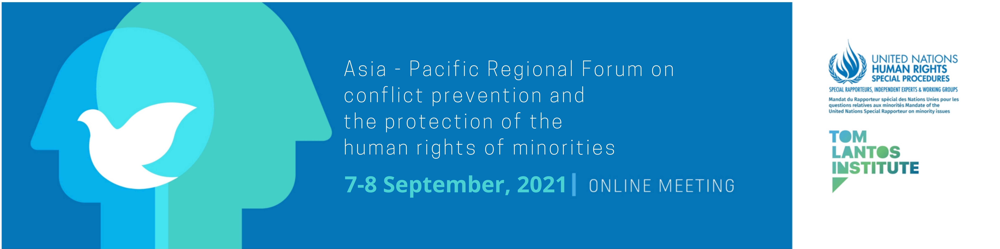 Asia - Pacific Regional Forum on
conflict prevention and
the protection of the
human rights of minorities
7-8 September, 2021
ONLINE MEETING
UNITED NATIONS
HUMAN RIGHTS
SPECIAL PROCEDURES
SPECIAL RAPPORTEURS, INDEPENDENT EXPERTS & WORKING GROUPS
Mandat du Rapporteur spécial des Nations Unies pour les
questions relatives aux minorités Mandate of the
United Nations Special Rapporteur on minority issues
TOM
LANTOS
INSTITUTE